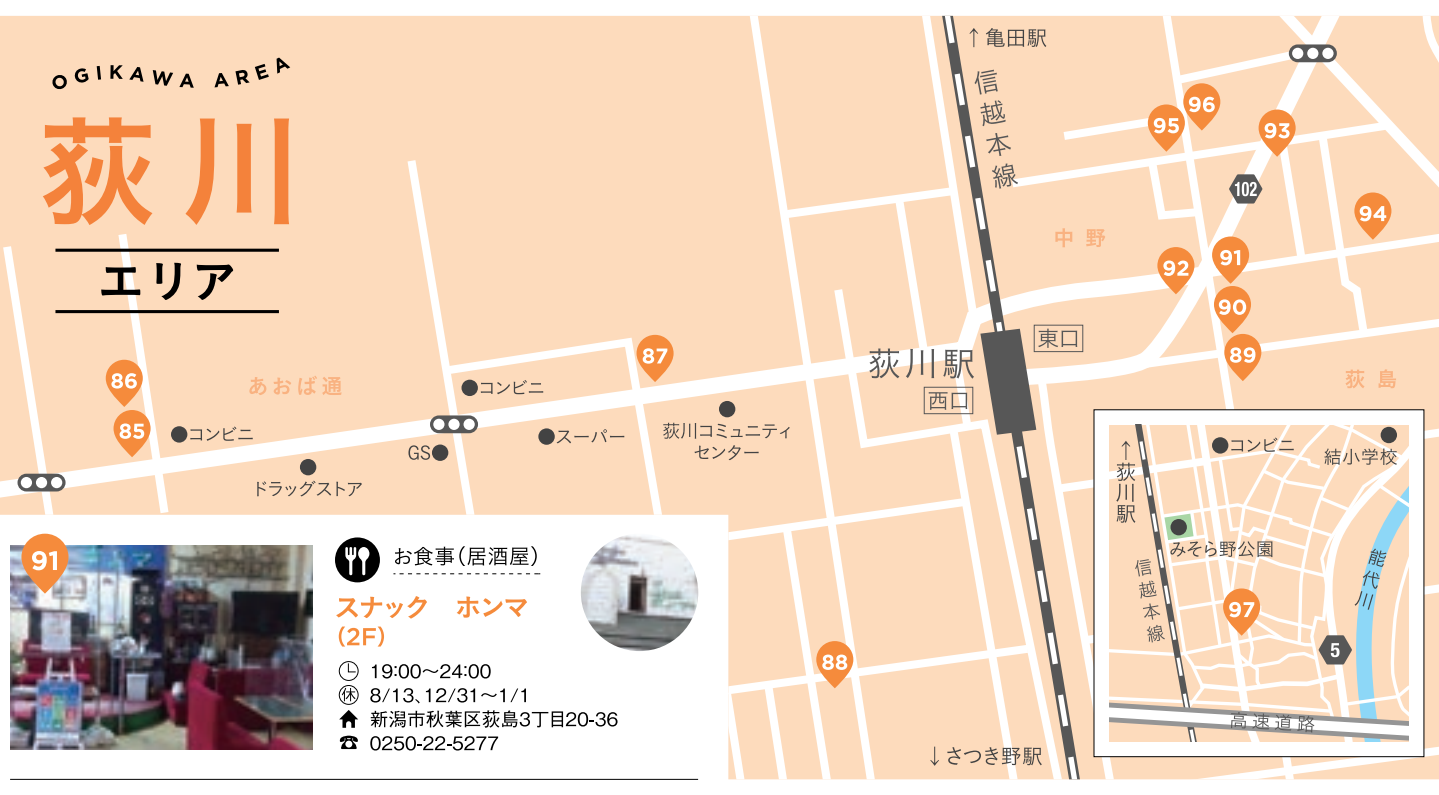 OGIKAWA AREA
荻川
エリア
↑亀田駅
信越本線
96
95
93
102
94
中野
92
91
90
89
荻島
東口
荻川駅
西口
87
86
85
あおば通
コンビニ
コンビニ
GS
スーパー
ドラッグストア
荻川コミュニティ
センター
88
↓さつき野駅
↑荻川駅
コンビニ
結小学校
みそら野公園
信越本線
97
能代川
5
高速道路
91
お食事(居酒屋)
スナック　ホンマ
(2F)
19:00〜24:00
休 8/13、12/31〜1/1
新潟市秋葉区荻島3丁目20-36
0250-22-5277